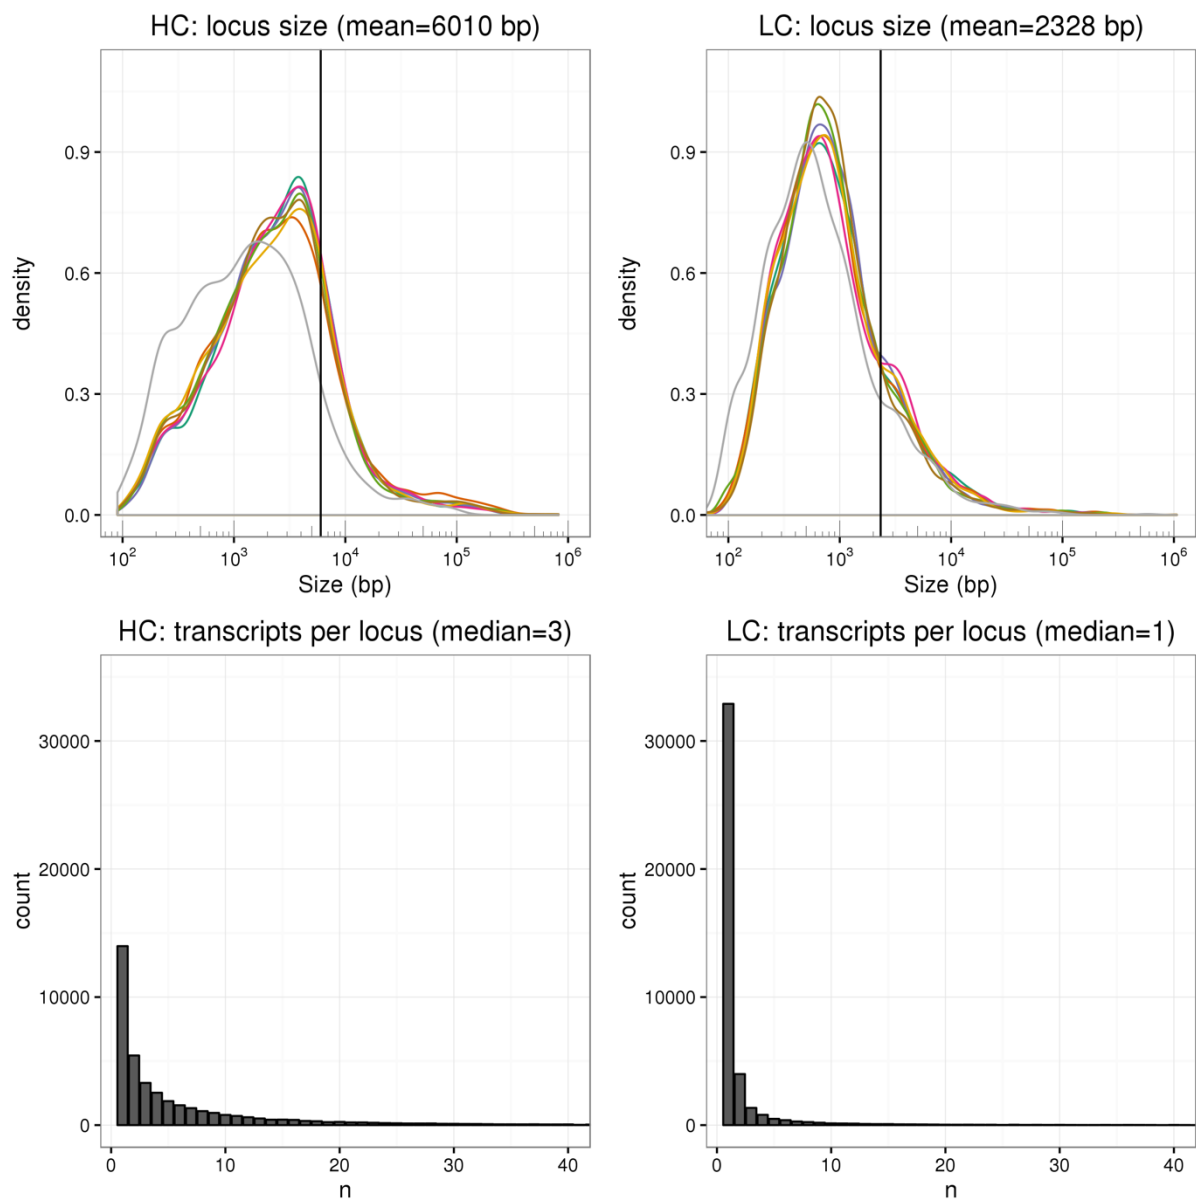 HC: locus size (mean=6010 bp)
density
0.9
0.6
0.3
0.0
10² 10³ 10⁴ 10⁵ 10⁶
Size (bp)
LC: locus size (mean=2328 bp)
density
0.9
0.6
0.3
0.0
10² 10³ 10⁴ 10⁵ 10⁶
Size (bp)
HC: transcripts per locus (median=3)
count
30000
20000
10000
0
0 10 20 30 40
n
LC: transcripts per locus (median=1)
count
30000
20000
10000
0
0 10 20 30 40
n